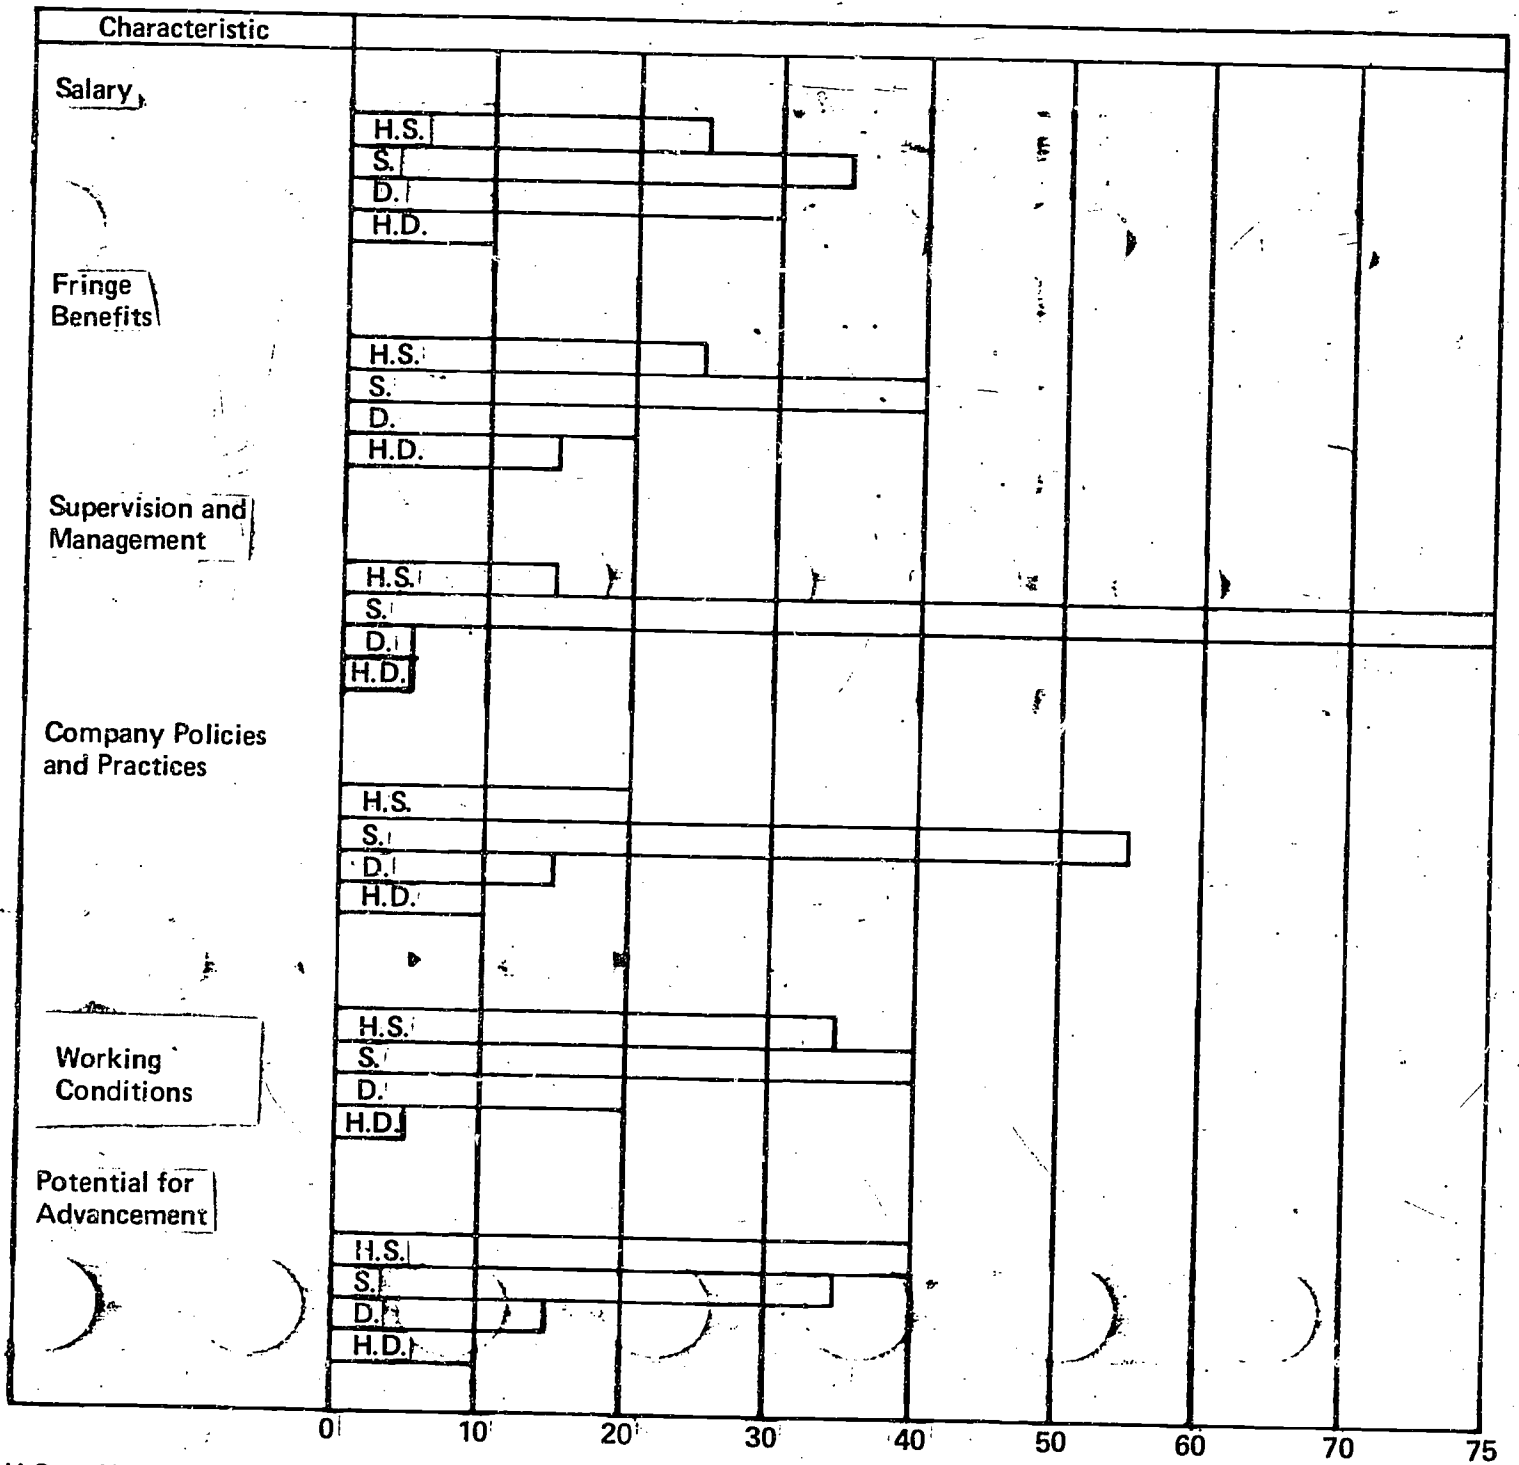 Characteristic
Salary
H.S.
S.
D.
H.D.
Fringe
Benefits
H.S.
S.
D.
H.D.
Supervision and
Management
H.S.
S.
D.
H.D.
Company Policies
and Practices
H.S.
S.
D.
H.D.
Working
Conditions
H.S.
S.
D.
H.D.
Potential for
Advancement
H.S.
S.
D.
H.D.
0 10 20 30 40 50 60 70 75